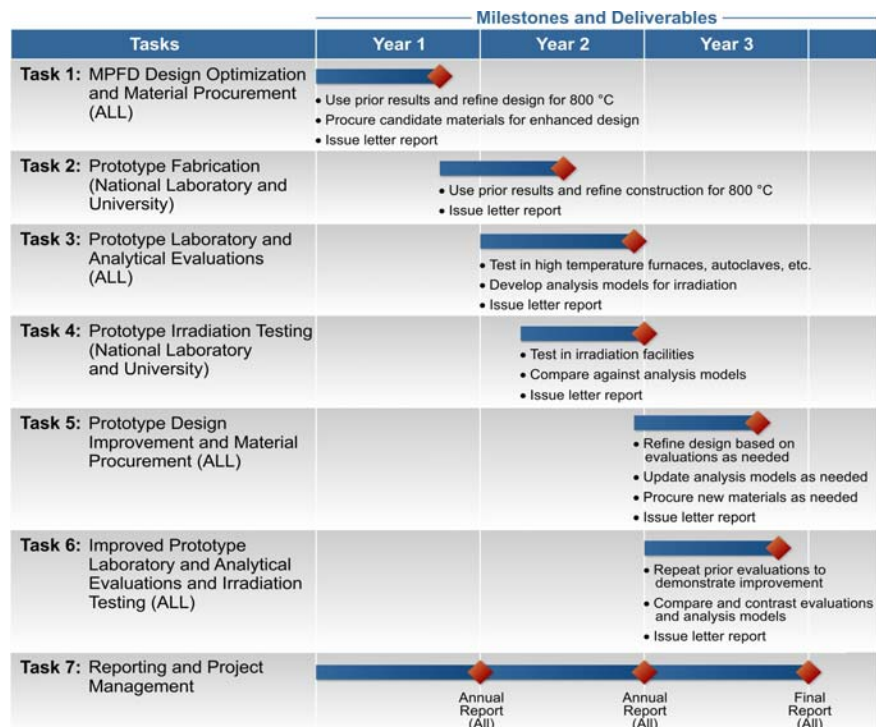 Milestones and Deliverables
Tasks
Year 1
Year 2
Year 3
Task 1: MPFD Design Optimization
and Material Procurement
(ALL)
• Use prior results and refine design for 800 °C
• Procure candidate materials for enhanced design
• Issue letter report
Task 2: Prototype Fabrication
(National Laboratory and
University)
• Use prior results and refine construction for 800 °C
• Issue letter report
Task 3: Prototype Laboratory and
Analytical Evaluations
(ALL)
• Test in high temperature furnaces, autoclaves, etc.
• Develop analysis models for irradiation
• Issue letter report
Task 4: Prototype Irradiation Testing
(National Laboratory
and University)
• Test in irradiation facilities
• Compare against analysis models
• Issue letter report
Task 5: Prototype Design
Improvement and Material
Procurement (ALL)
• Refine design based on
evaluations as needed
• Update analysis models as needed
• Procure new materials as needed
• Issue letter report
Task 6: Improved Prototype
Laboratory and Analytical
Evaluations and Irradiation
Testing (ALL)
• Repeat prior evaluations to
demonstrate improvement
• Compare and contrast evaluations
and analysis models
• Issue letter report
Task 7: Reporting and Project
Management
Annual
Report
(All)
Annual
Report
(All)
Final
Report
(All)